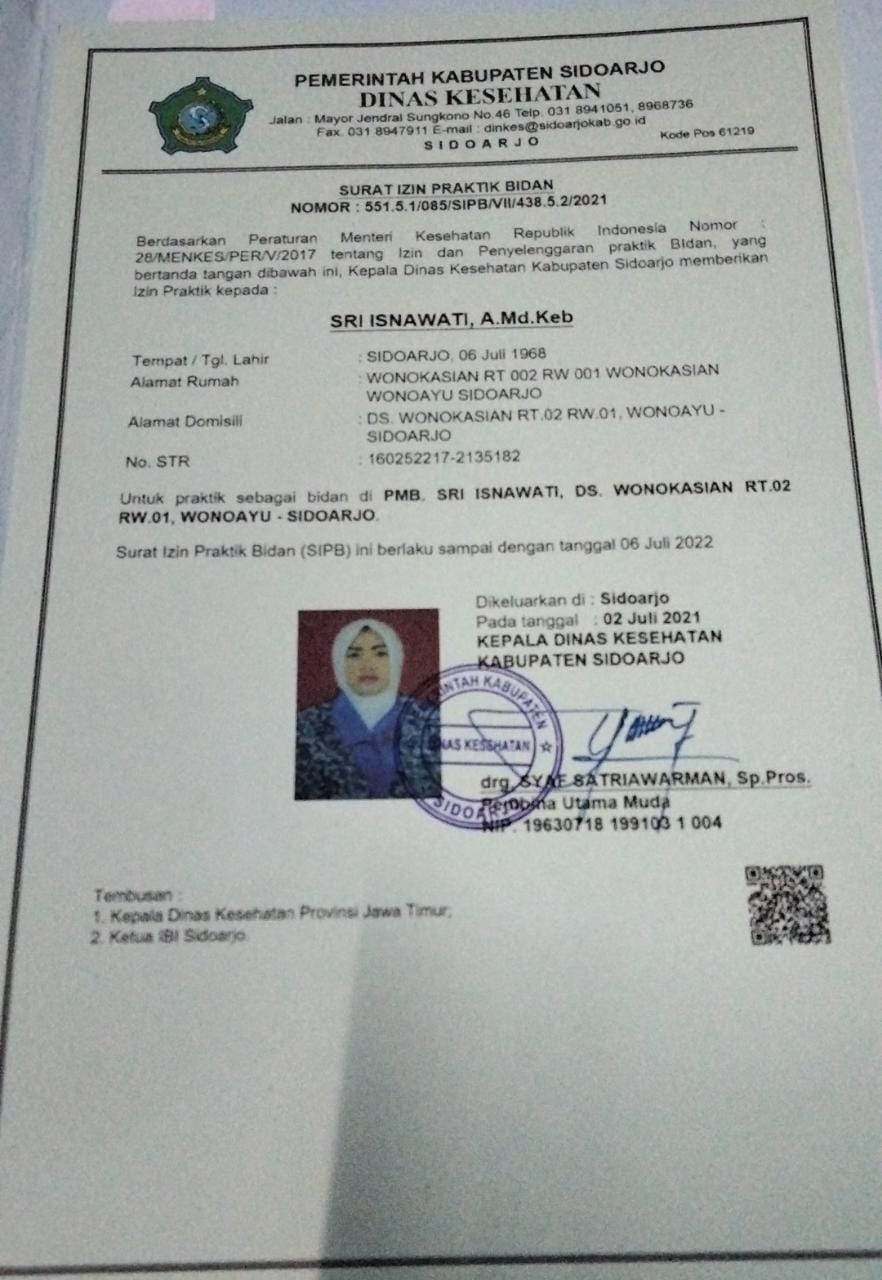 PEMERINTAH KABUPATEN SIDOARJO
DINAS KESEHATAN
Jalan : Mayor Jendral Sungkono No.46 Telp. 031 8941051, 8968736
Fax. 031 8947911 E-mail : dinkes@sidoarjokab.go.id
Kode Pos 61219
S I D O A R J O
SURAT IZIN PRAKTIK BIDAN
NOMOR : 551.5.1/085/SIPB/VII/438.5.2/2021
Berdasarkan Peraturan Menteri Kesehatan Republik Indonesia Nomor :
28/MENKES/PER/V/2017 tentang Izin dan Penyelenggaran praktik Bidan, yang
bertanda tangan dibawah ini, Kepala Dinas Kesehatan Kabupaten Sidoarjo memberikan
Izin Praktik kepada :
SRI ISNAWATI, A.Md.Keb
Tempat / Tgl. Lahir : SIDOARJO, 06 Juli 1968
Alamat Rumah : WONOKASIAN RT 002 RW 001 WONOKASIAN
WONOAYU SIDOARJO
Alamat Domisili : DS. WONOKASIAN RT.02 RW.01, WONOAYU -
SIDOARJO
No. STR : 160252217-2135182
Untuk praktik sebagai bidan di PMB. SRI ISNAWATI, DS. WONOKASIAN RT.02
RW.01, WONOAYU - SIDOARJO.
Surat Izin Praktik Bidan (SIPB) ini berlaku sampai dengan tanggal 06 Juli 2022
Dikeluarkan di : Sidoarjo
Pada tanggal : 02 Juli 2021
KEPALA DINAS KESEHATAN
KABUPATEN SIDOARJO
KABUPATEN
KESEHATAN
SIDOARJO
drg. SYAF SATRIAWARMAN, Sp.Pros.
Pembina Utama Muda
NIP. 19630718 199103 1 004
Tembusan :
1. Kepala Dinas Kesehatan Provinsi Jawa Timur;
2. Ketua IBI Sidoarjo.